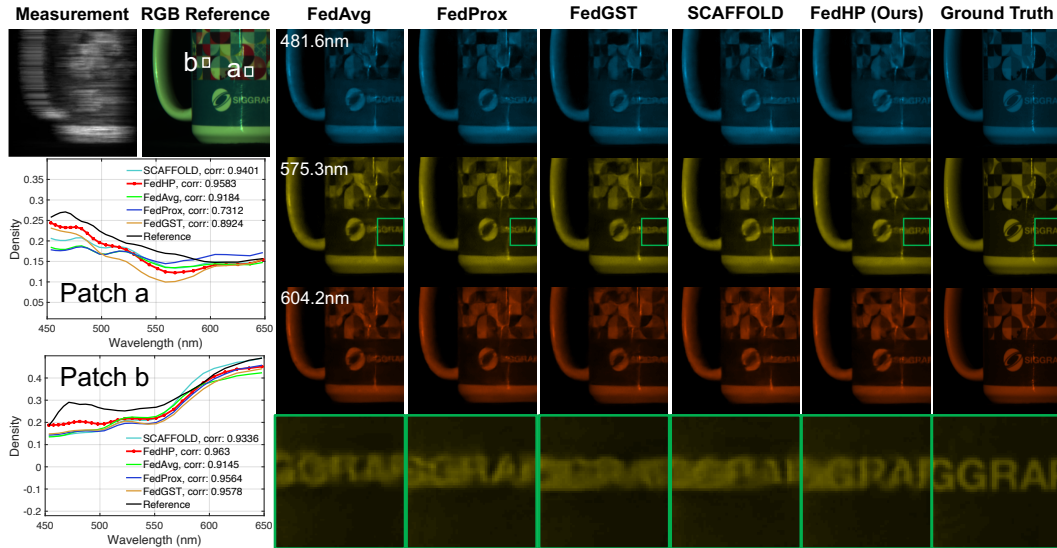 Measurement RGB Reference FedAvg FedProx FedGST SCAFFOLD FedHP (Ours) Ground Truth
481.6nm
b a
SIGGRAP
575.3nm
604.2nm
SCAFFOLD, corr: 0.9401
FedHP, corr: 0.9583
FedAvg, corr: 0.9184
FedProx, corr: 0.7312
FedGST, corr: 0.8924
Reference
0.35
0.3
0.25
0.2
0.15
0.1
0.05
Density
Patch a
450 500 550 600 650
Wavelength (nm)
Patch b
0.4
0.3
0.2
0.1
0
-0.1
-0.2
Density
SCAFFOLD, corr: 0.9336
FedHP, corr: 0.963
FedAvg, corr: 0.9145
FedProx, corr: 0.9564
FedGST, corr: 0.9578
Reference
450 500 550 600 650
Wavelength (nm)
GGRAP